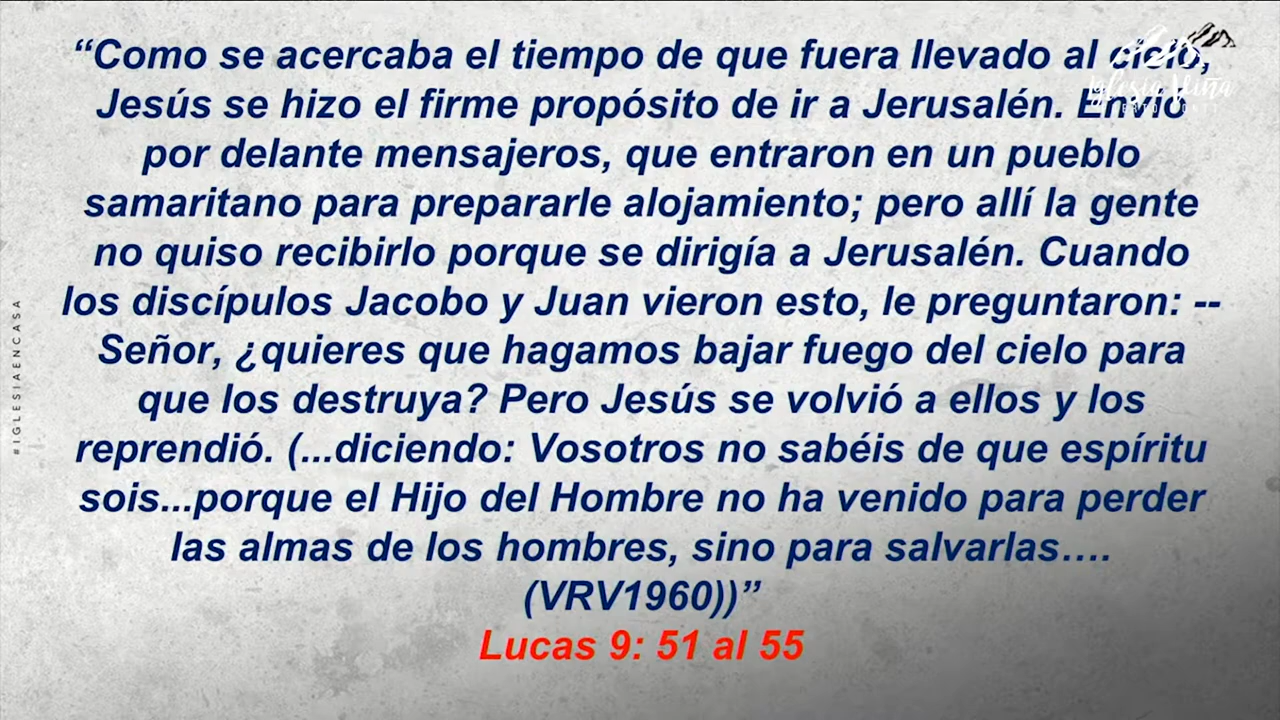 “Como se acercaba el tiempo de que fuera llevado al cielo,
Jesús se hizo el firme propósito de ir a Jerusalén. Envió
por delante mensajeros, que entraron en un pueblo
samaritano para prepararle alojamiento; pero allí la gente
no quiso recibirlo porque se dirigía a Jerusalén. Cuando
los discípulos Jacobo y Juan vieron esto, le preguntaron: --
Señor, ¿quieres que hagamos bajar fuego del cielo para
que los destruya? Pero Jesús se volvió a ellos y los
reprendió. (...diciendo: Vosotros no sabéis de que espíritu
sois...porque el Hijo del Hombre no ha venido para perder
las almas de los hombres, sino para salvarlas….
(VRV1960))”
Lucas 9: 51 al 55
#IGLESIAENCASA
Iglesia Viña